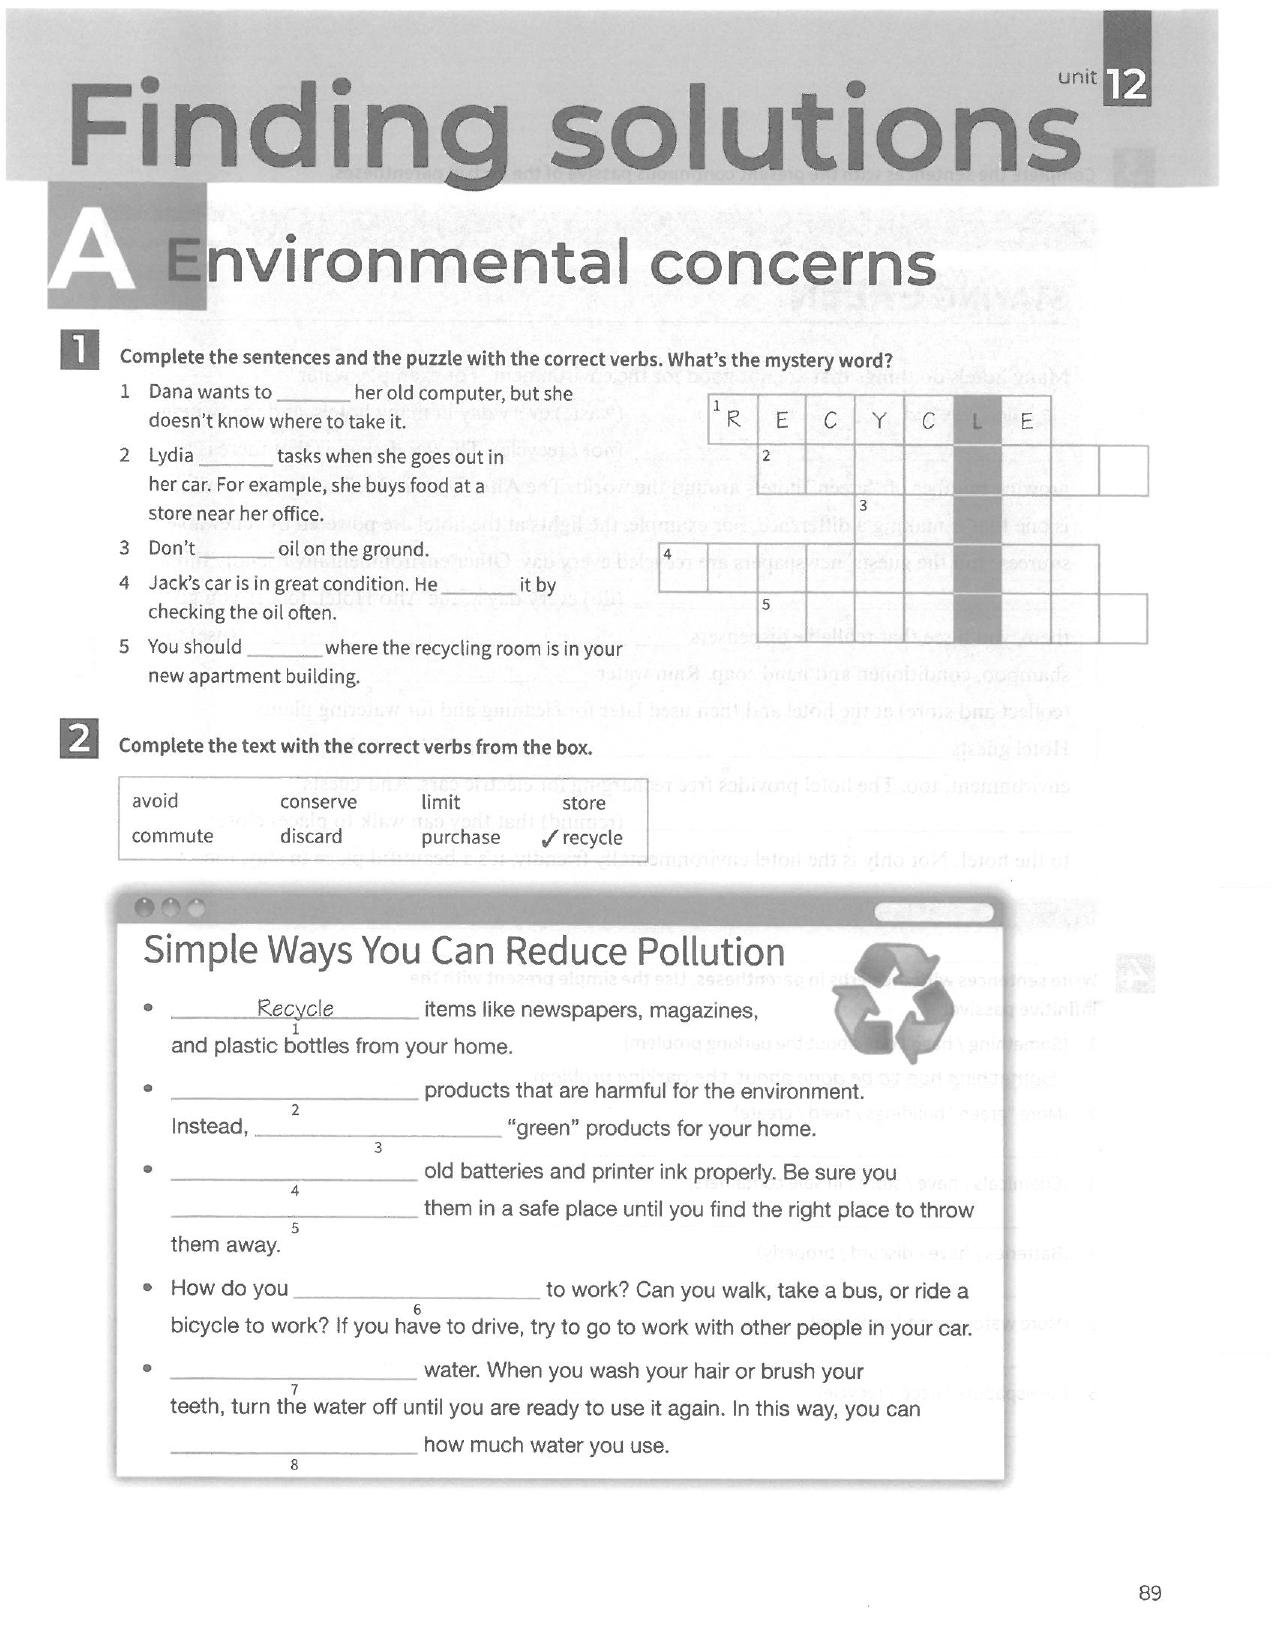 unit 12
Finding solutions
A Environmental concerns
1 Complete the sentences and the puzzle with the correct verbs. What's the mystery word?
1 Dana wants to _______ her old computer, but she
doesn't know where to take it.
2 Lydia _______ tasks when she goes out in
her car. For example, she buys food at a
store near her office.
3 Don't _______ oil on the ground.
4 Jack's car is in great condition. He _______ it by
checking the oil often.
5 You should _______ where the recycling room is in your
new apartment building.
1 R E C Y C L E
2
3
4
5
2 Complete the text with the correct verbs from the box.
avoid conserve limit store
commute discard purchase ✓ recycle
Simple Ways You Can Reduce Pollution
• Recycle items like newspapers, magazines,
1
and plastic bottles from your home.
• _______ products that are harmful for the environment.
2
Instead, _______ "green" products for your home.
3
• _______ old batteries and printer ink properly. Be sure you
4
_______ them in a safe place until you find the right place to throw
5
them away.
• How do you _______ to work? Can you walk, take a bus, or ride a
6
bicycle to work? If you have to drive, try to go to work with other people in your car.
• _______ water. When you wash your hair or brush your
7
teeth, turn the water off until you are ready to use it again. In this way, you can
_______ how much water you use.
8
89